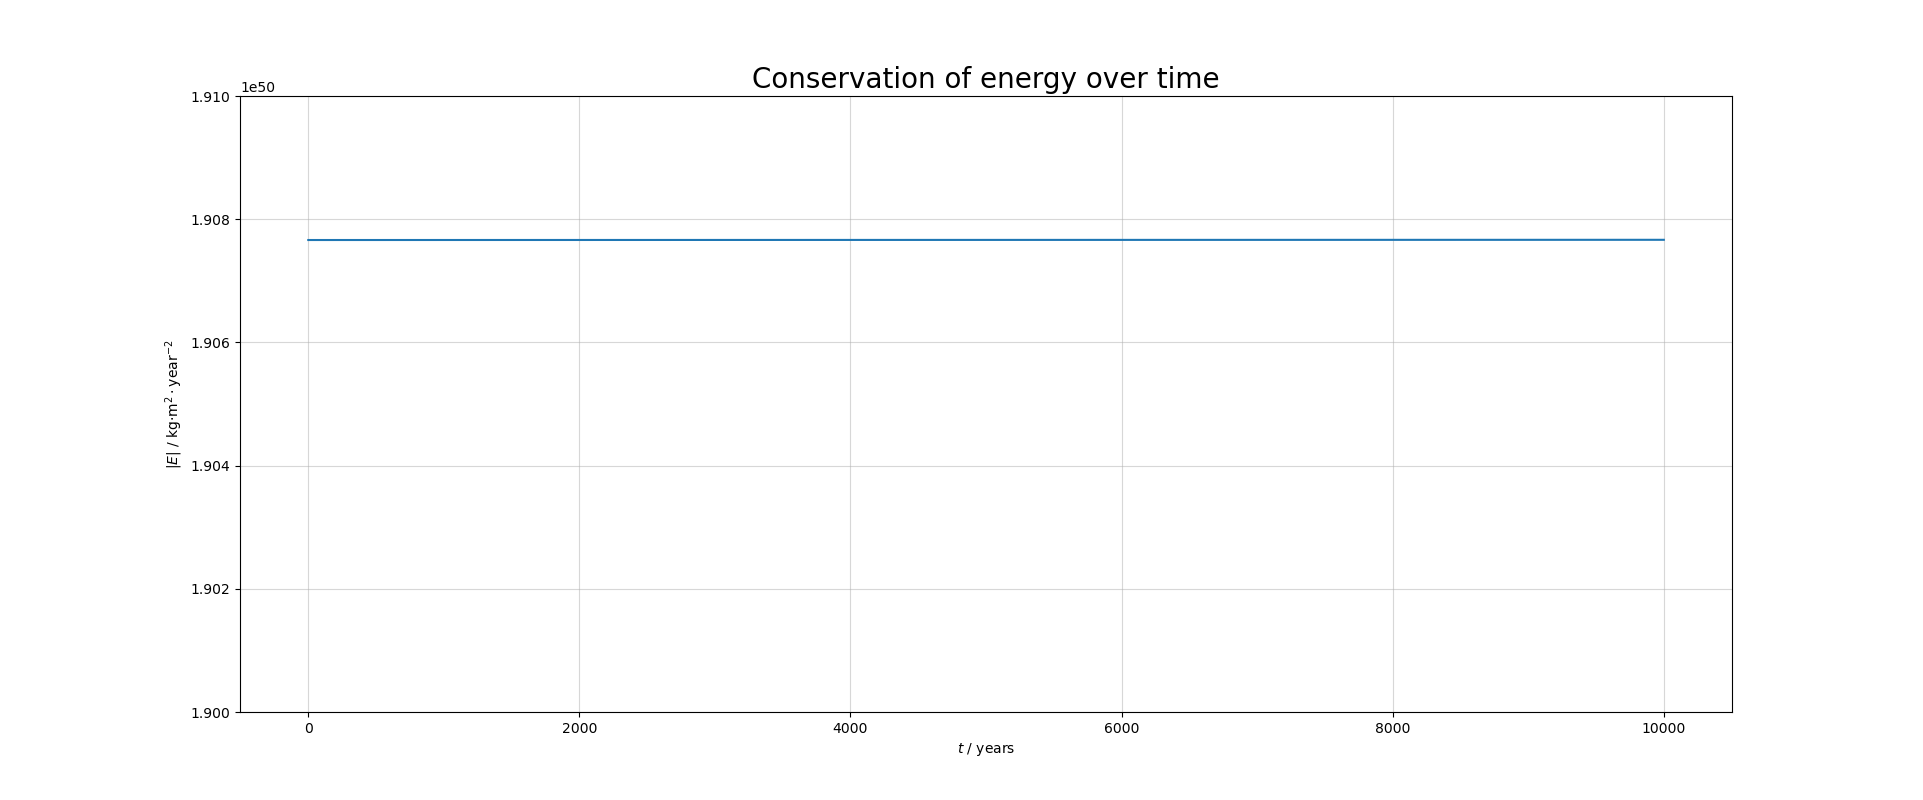 Conservation of energy over time
1e50
1.910
1.908
1.906
1.904
1.902
1.900
|E| / kg·m² · year⁻²
0 2000 4000 6000 8000 10000
t / years